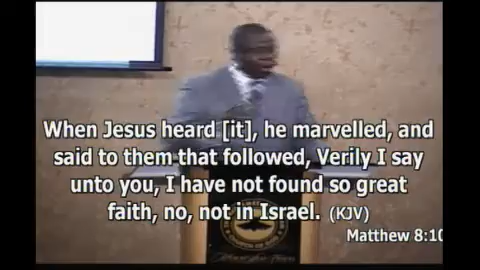 When Jesus heard [it], he marvelled, and
said to them that followed, Verily I say
unto you, I have not found so great
faith, no, not in Israel. (KJV)
Matthew 8:10